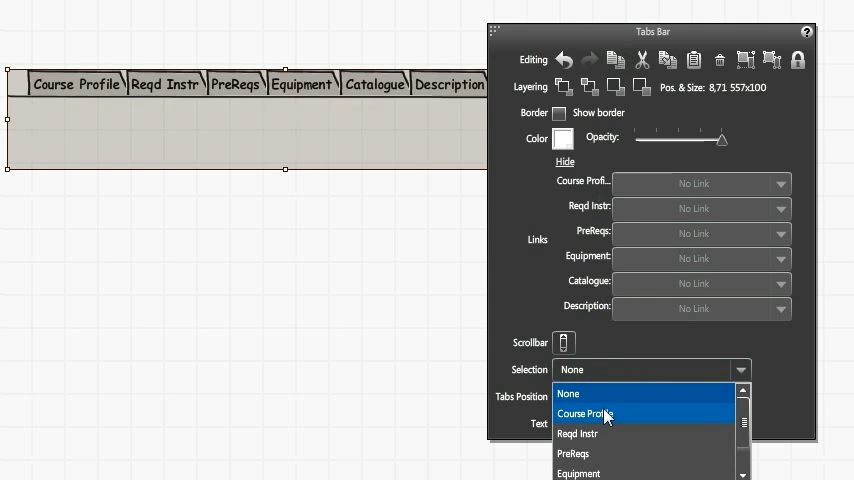 Tabs Bar
?
Course Profile Reqd Instr PreReqs Equipment Catalogue Description
Editing
Layering Pos. & Size: 8,71 557x100
Border Show border
Color Opacity:
Hide
Course Profi... No Link
Reqd Instr: No Link
PreReqs: No Link
Links
Equipment: No Link
Catalogue: No Link
Description: No Link
Scrollbar
Selection None
Tabs Position None
Course Profile
Text Reqd Instr
PreReqs
Equipment